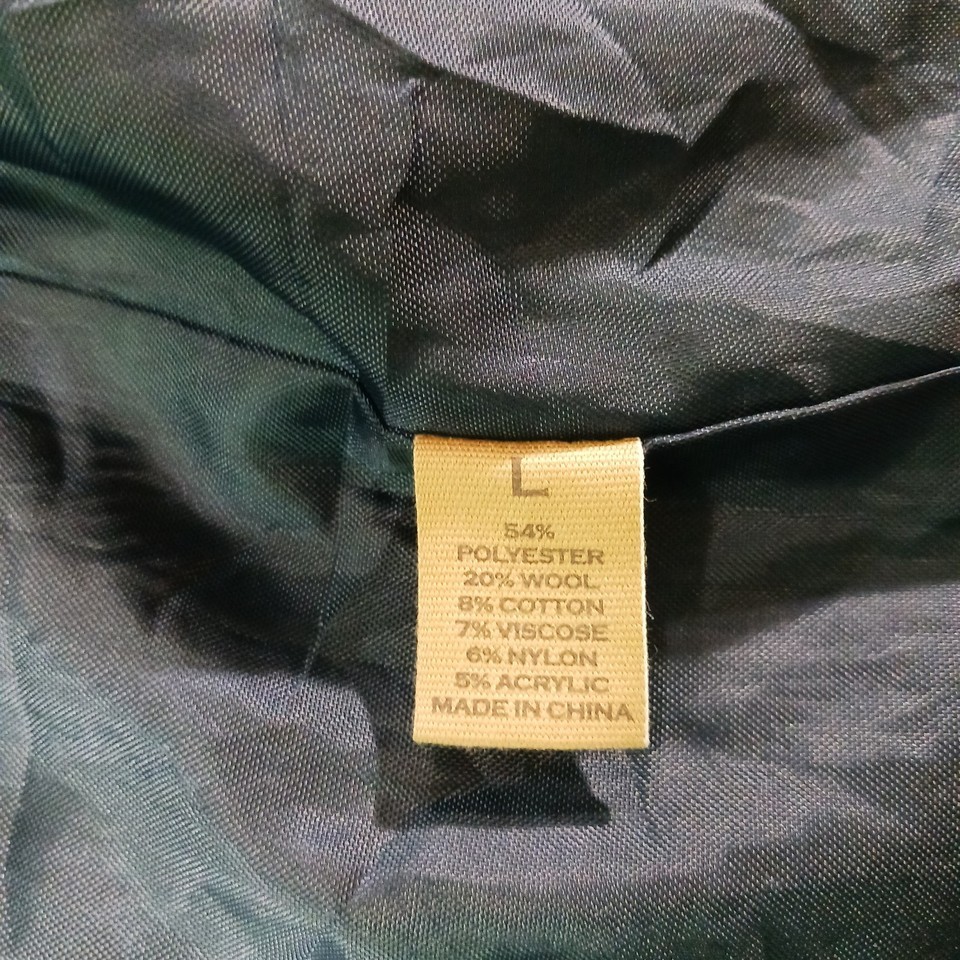 L
54%
POLYESTER
20% WOOL
8% COTTON
7% VISCOSE
6% NYLON
5% ACRYLIC
MADE IN CHINA